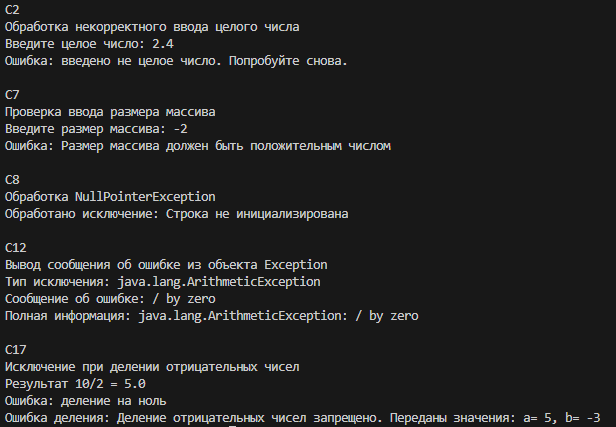 C2
Обработка некорректного ввода целого числа
Введите целое число: 2.4
Ошибка: введено не целое число. Попробуйте снова.
C7
Проверка ввода размера массива
Введите размер массива: -2
Ошибка: Размер массива должен быть положительным числом
C8
Обработка NullPointerException
Обработано исключение: Строка не инициализирована
C12
Вывод сообщения об ошибке из объекта Exception
Тип исключения: java.lang.ArithmeticException
Сообщение об ошибке: / by zero
Полная информация: java.lang.ArithmeticException: / by zero
C17
Исключение при делении отрицательных чисел
Результат 10/2 = 5.0
Ошибка: деление на ноль
Ошибка деления: Деление отрицательных чисел запрещено. Переданы значения: a= 5, b= -3